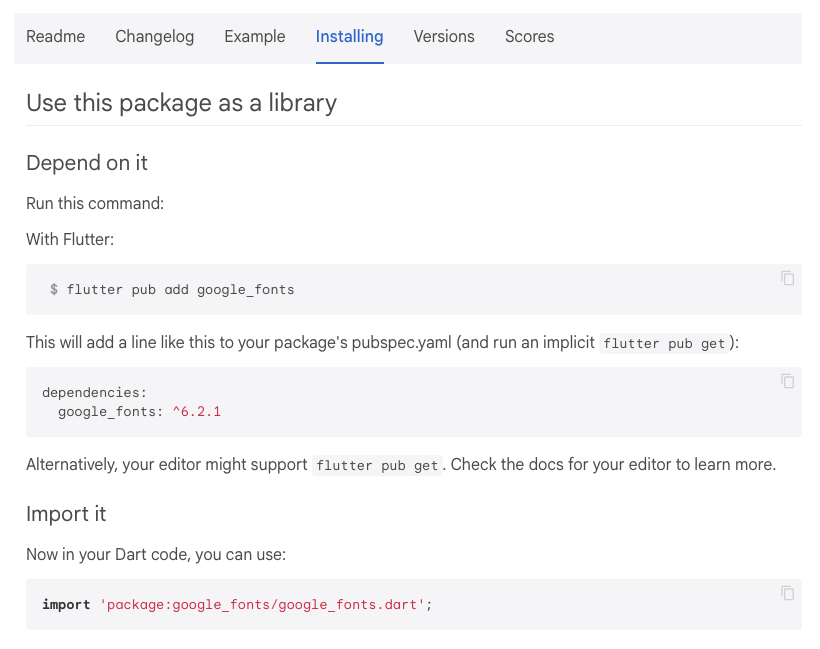 Readme Changelog Example Installing Versions Scores
Use this package as a library
Depend on it
Run this command:
With Flutter:
$ flutter pub add google_fonts
This will add a line like this to your package's pubspec.yaml (and run an implicit flutter pub get):
dependencies:
  google_fonts: ^6.2.1
Alternatively, your editor might support flutter pub get. Check the docs for your editor to learn more.
Import it
Now in your Dart code, you can use:
import 'package:google_fonts/google_fonts.dart';